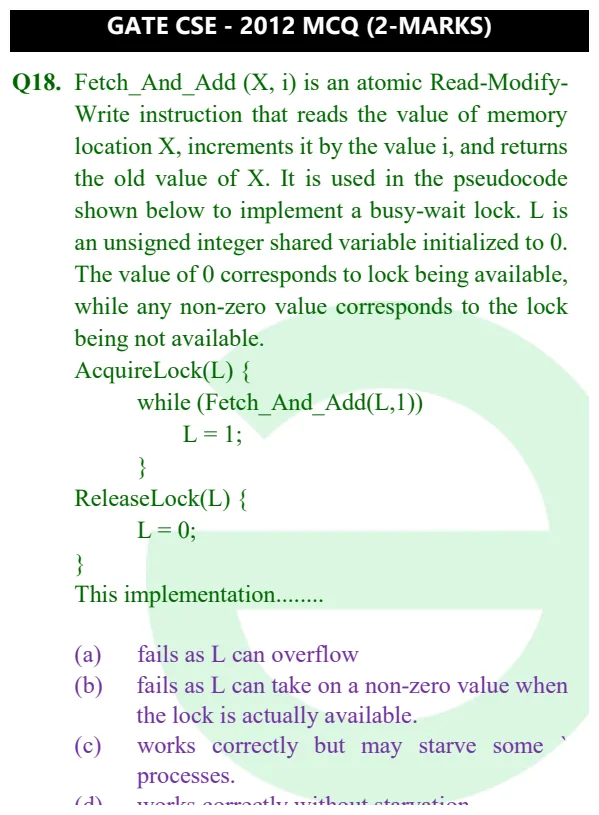 GATE CSE - 2012 MCQ (2-MARKS)
Q18. Fetch_And_Add (X, i) is an atomic Read-Modify-
Write instruction that reads the value of memory
location X, increments it by the value i, and returns
the old value of X. It is used in the pseudocode
shown below to implement a busy-wait lock. L is
an unsigned integer shared variable initialized to 0.
The value of 0 corresponds to lock being available,
while any non-zero value corresponds to the lock
being not available.
AcquireLock(L) {
while (Fetch_And_Add(L,1))
L = 1;
}
ReleaseLock(L) {
L = 0;
}
This implementation........
(a) fails as L can overflow
(b) fails as L can take on a non-zero value when
the lock is actually available.
(c) works correctly but may starve some `
processes.
(d) works correctly without starvation